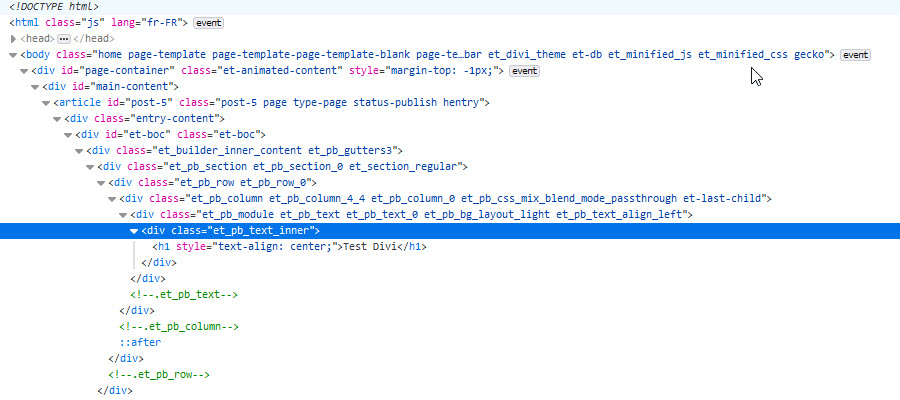 <!DOCTYPE html>
<html class="js" lang="fr-FR"> event
<head> ••• </head>
<body class="home page-template page-template-page-template-blank page-te…bar et_divi_theme et-db et_minified_js et_minified_css gecko"> event
<div id="page-container" class="et-animated-content" style="margin-top: -1px;"> event
<div id="main-content">
<article id="post-5" class="post-5 page type-page status-publish hentry">
<div class="entry-content">
<div id="et-boc" class="et-boc">
<div class="et_builder_inner_content et_pb_gutters3">
<div class="et_pb_section et_pb_section_0 et_section_regular">
<div class="et_pb_row et_pb_row_0">
<div class="et_pb_column et_pb_column_4_4 et_pb_column_0 et_pb_css_mix_blend_mode_passthrough et-last-child">
<div class="et_pb_module et_pb_text et_pb_text_0 et_pb_bg_layout_light et_pb_text_align_left">
<div class="et_pb_text_inner">
<h1 style="text-align: center;">Test Divi</h1>
</div>
</div>
<!--.et_pb_text-->
</div>
<!--.et_pb_column-->
::after
</div>
<!--.et_pb_row-->
</div>